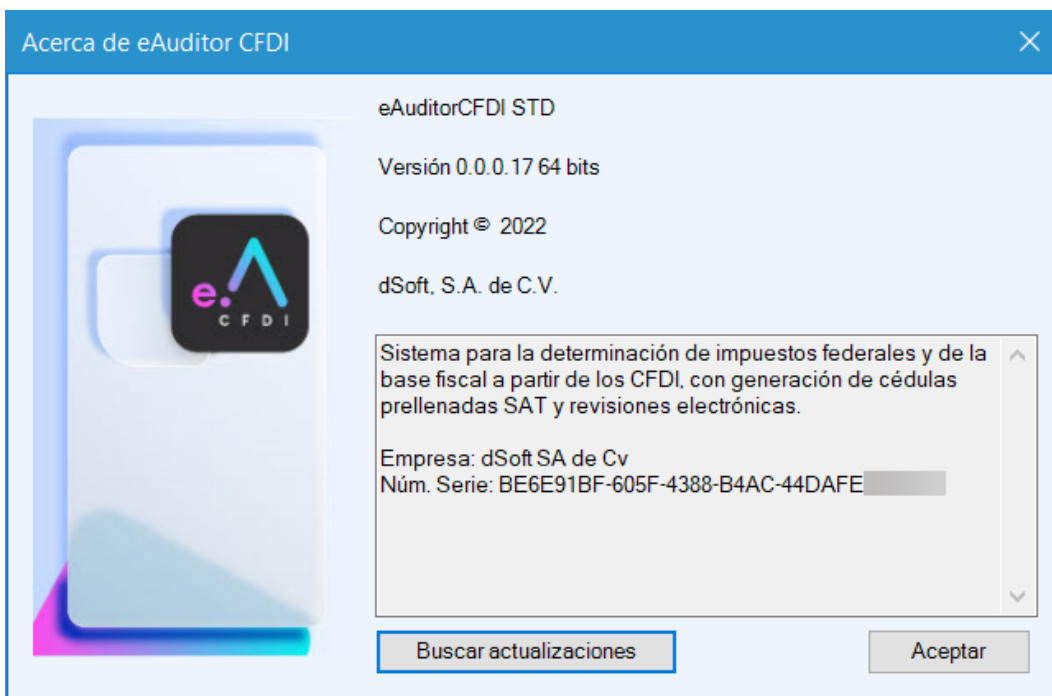 Acerca de eAuditor CFDI
eAuditorCFDI STD
Versión 0.0.0.17 64 bits
Copyright © 2022
dSoft, S.A. de C.V.
e.Λ
CFDI
Sistema para la determinación de impuestos federales y de la
base fiscal a partir de los CFDI, con generación de cédulas
prellenadas SAT y revisiones electrónicas.
Empresa: dSoft SA de Cv
Núm. Serie: BE6E91BF-605F-4388-B4AC-44DAFE
Buscar actualizaciones
Aceptar